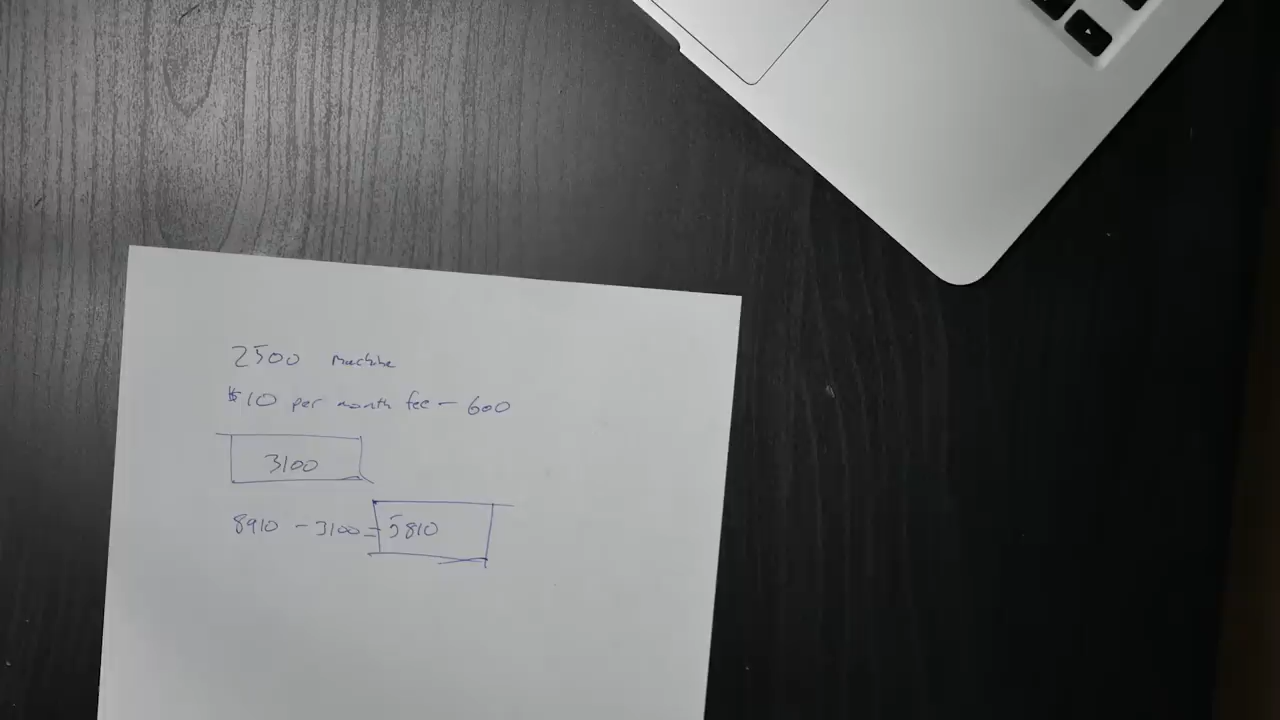 2500 machine
$10 per month fee - 600
3100
8910 - 3100 = 5810